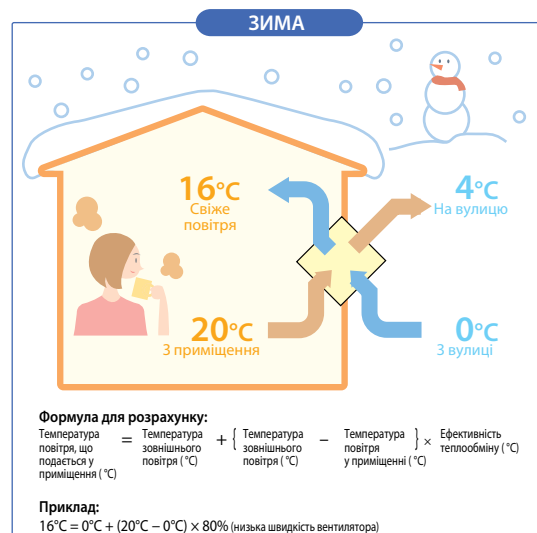 ЗИМА
16°C
Свіже
повітря
4°C
На вулицю
20°C
З приміщення
0°C
З вулиці
Формула для розрахунку:
Температура
повітря, що
подається у
приміщення (°C)
=
Температура
зовнішнього
повітря (°C)
+ {
Температура
зовнішнього
повітря (°C)
–
Температура
повітря
у приміщенні (°C)
} ×
Ефективність
теплообміну (°C)
Приклад:
16°C = 0°C + (20°C – 0°C) × 80% (низька швидкість вентилятора)